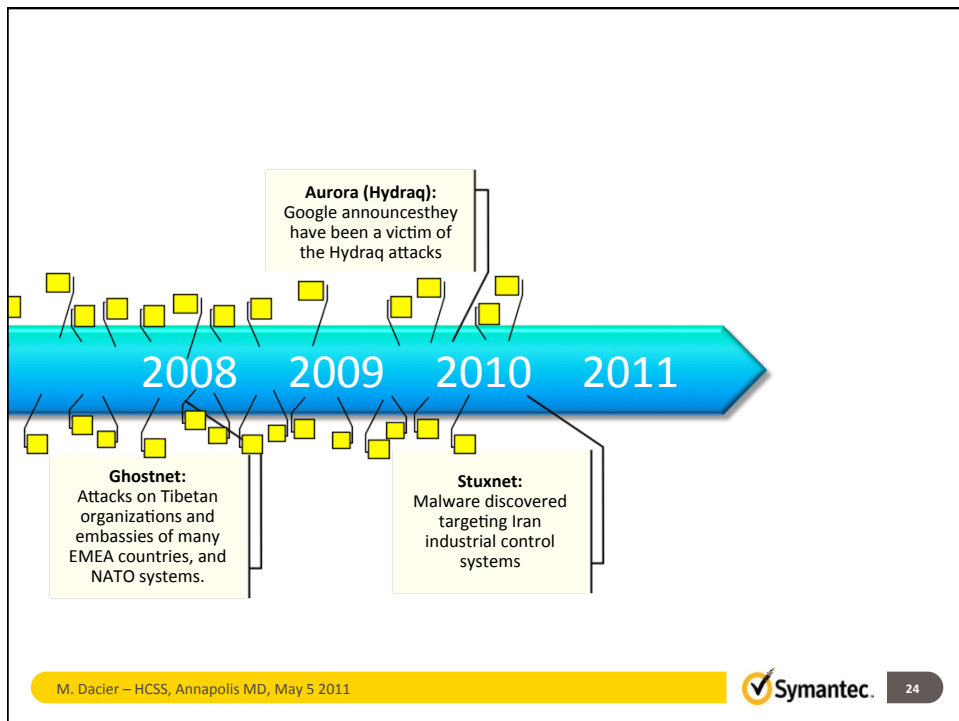 Aurora (Hydraq):
Google announcesthey
have been a victim of
the Hydraq attacks
2008 2009 2010 2011
Ghostnet:
Attacks on Tibetan
organizations and
embassies of many
EMEA countries, and
NATO systems.
Stuxnet:
Malware discovered
targeting Iran
industrial control
systems
M. Dacier – HCSS, Annapolis MD, May 5 2011
Symantec.
24